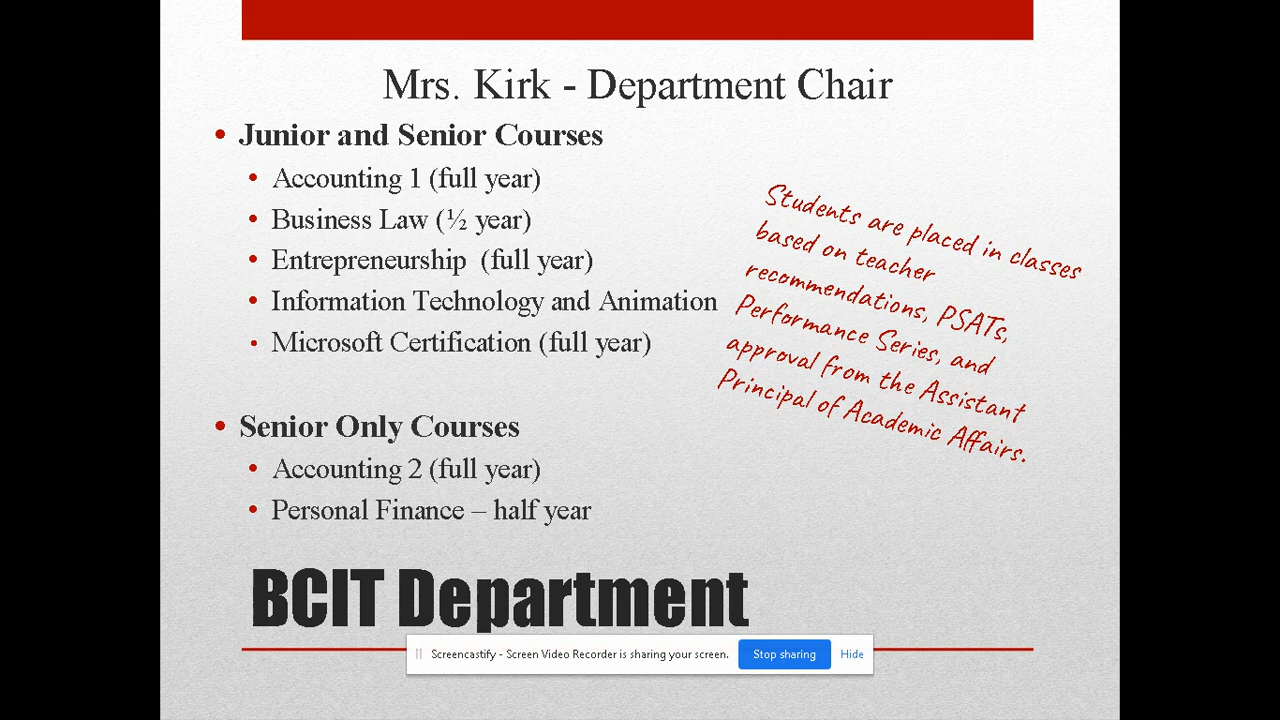 Mrs. Kirk - Department Chair
• Junior and Senior Courses
• Accounting 1 (full year)
• Business Law (½ year)
• Entrepreneurship  (full year)
• Information Technology and Animation
• Microsoft Certification (full year)
Students are placed in classes
based on teacher
recommendations, PSATs,
Performance Series, and
approval from the Assistant
Principal of Academic Affairs.
• Senior Only Courses
• Accounting 2 (full year)
• Personal Finance – half year
BCIT Department
Screencastify - Screen Video Recorder is sharing your screen. Stop sharing Hide